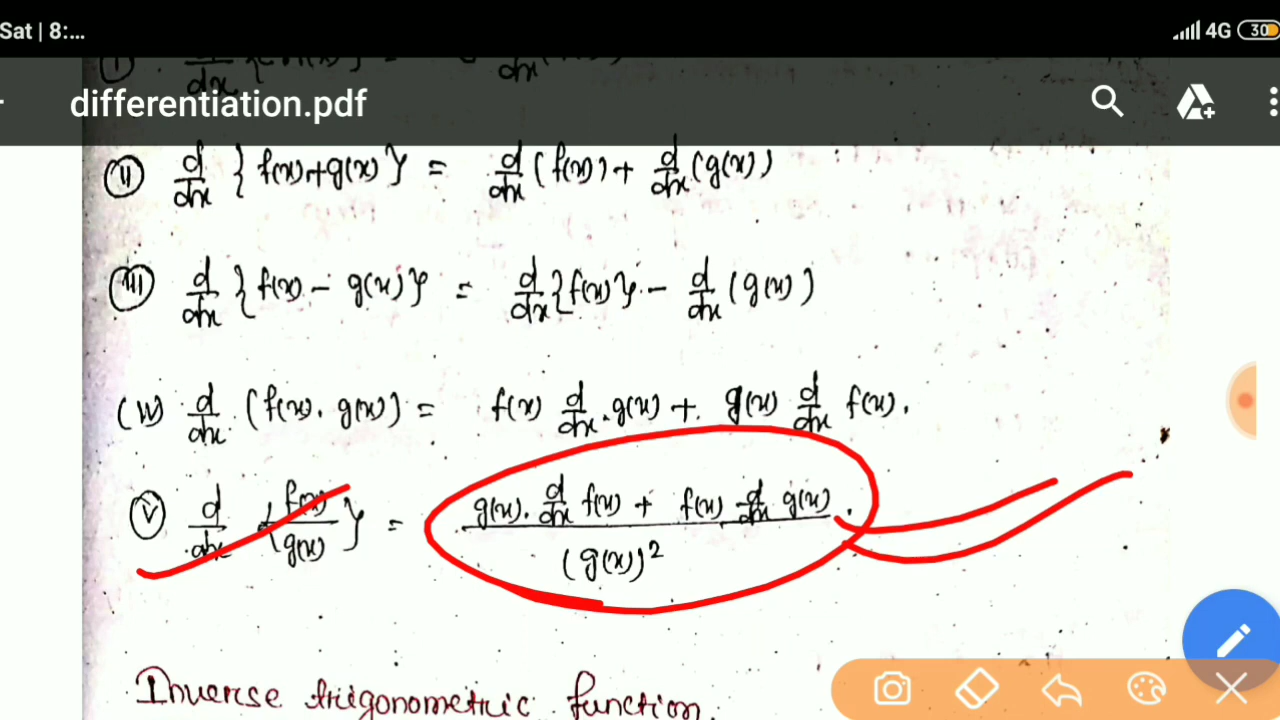 Sat | 8:... 4G 30
differentiation.pdf
(II) d/dx {f(x)+g(x)} = d/dx (f(x)) + d/dx (g(x))
(III) d/dx {f(x) - g(x)} = d/dx {f(x)} - d/dx (g(x))
(IV) d/dx (f(x). g(x)) = f(x) d/dx . g(x) + g(x) d/dx f(x).
(V) d/dx {f(x)/g(x)} = g(x). d/dx f(x) + f(x) d/dx g(x) / (g(x))² .
Inverse trigonometric function.